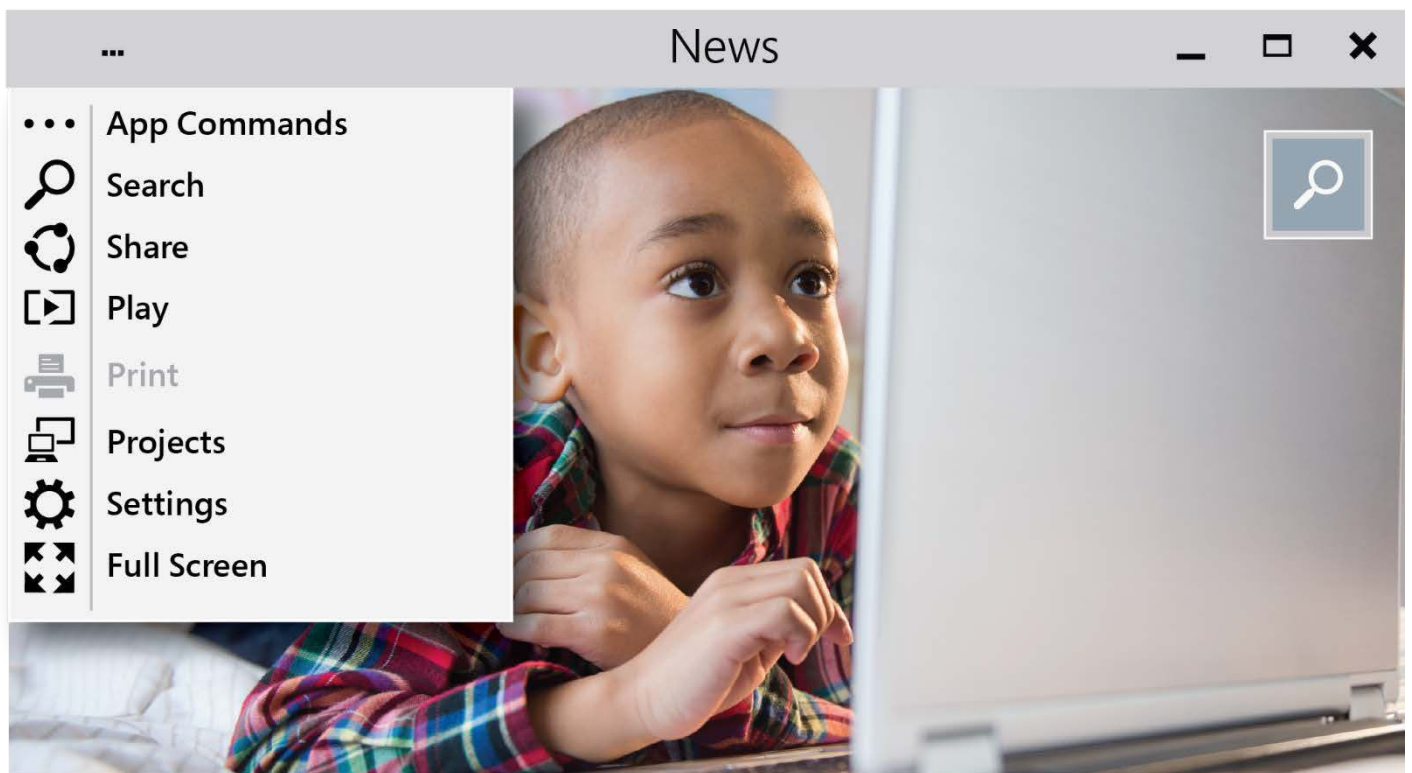 News
App Commands
Search
Share
Play
Print
Projects
Settings
Full Screen